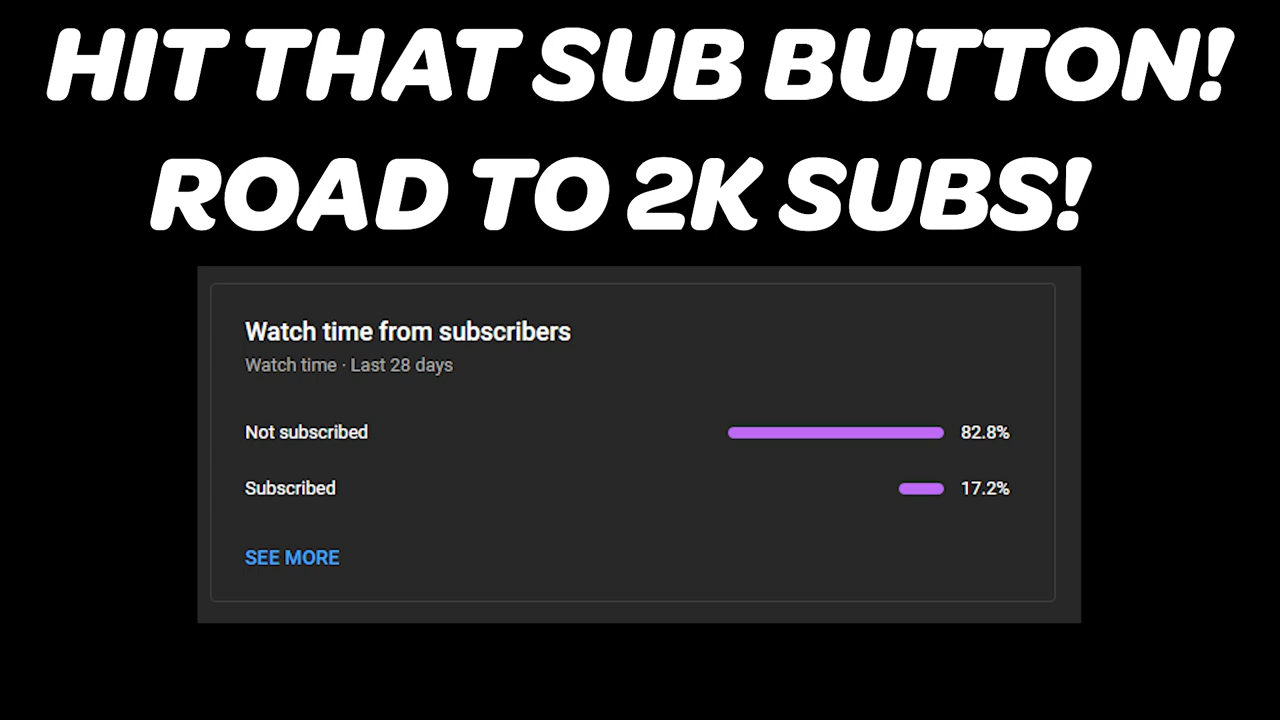 HIT THAT SUB BUTTON!
ROAD TO 2K SUBS!
Watch time from subscribers
Watch time · Last 28 days
Not subscribed 82.8%
Subscribed 17.2%
SEE MORE